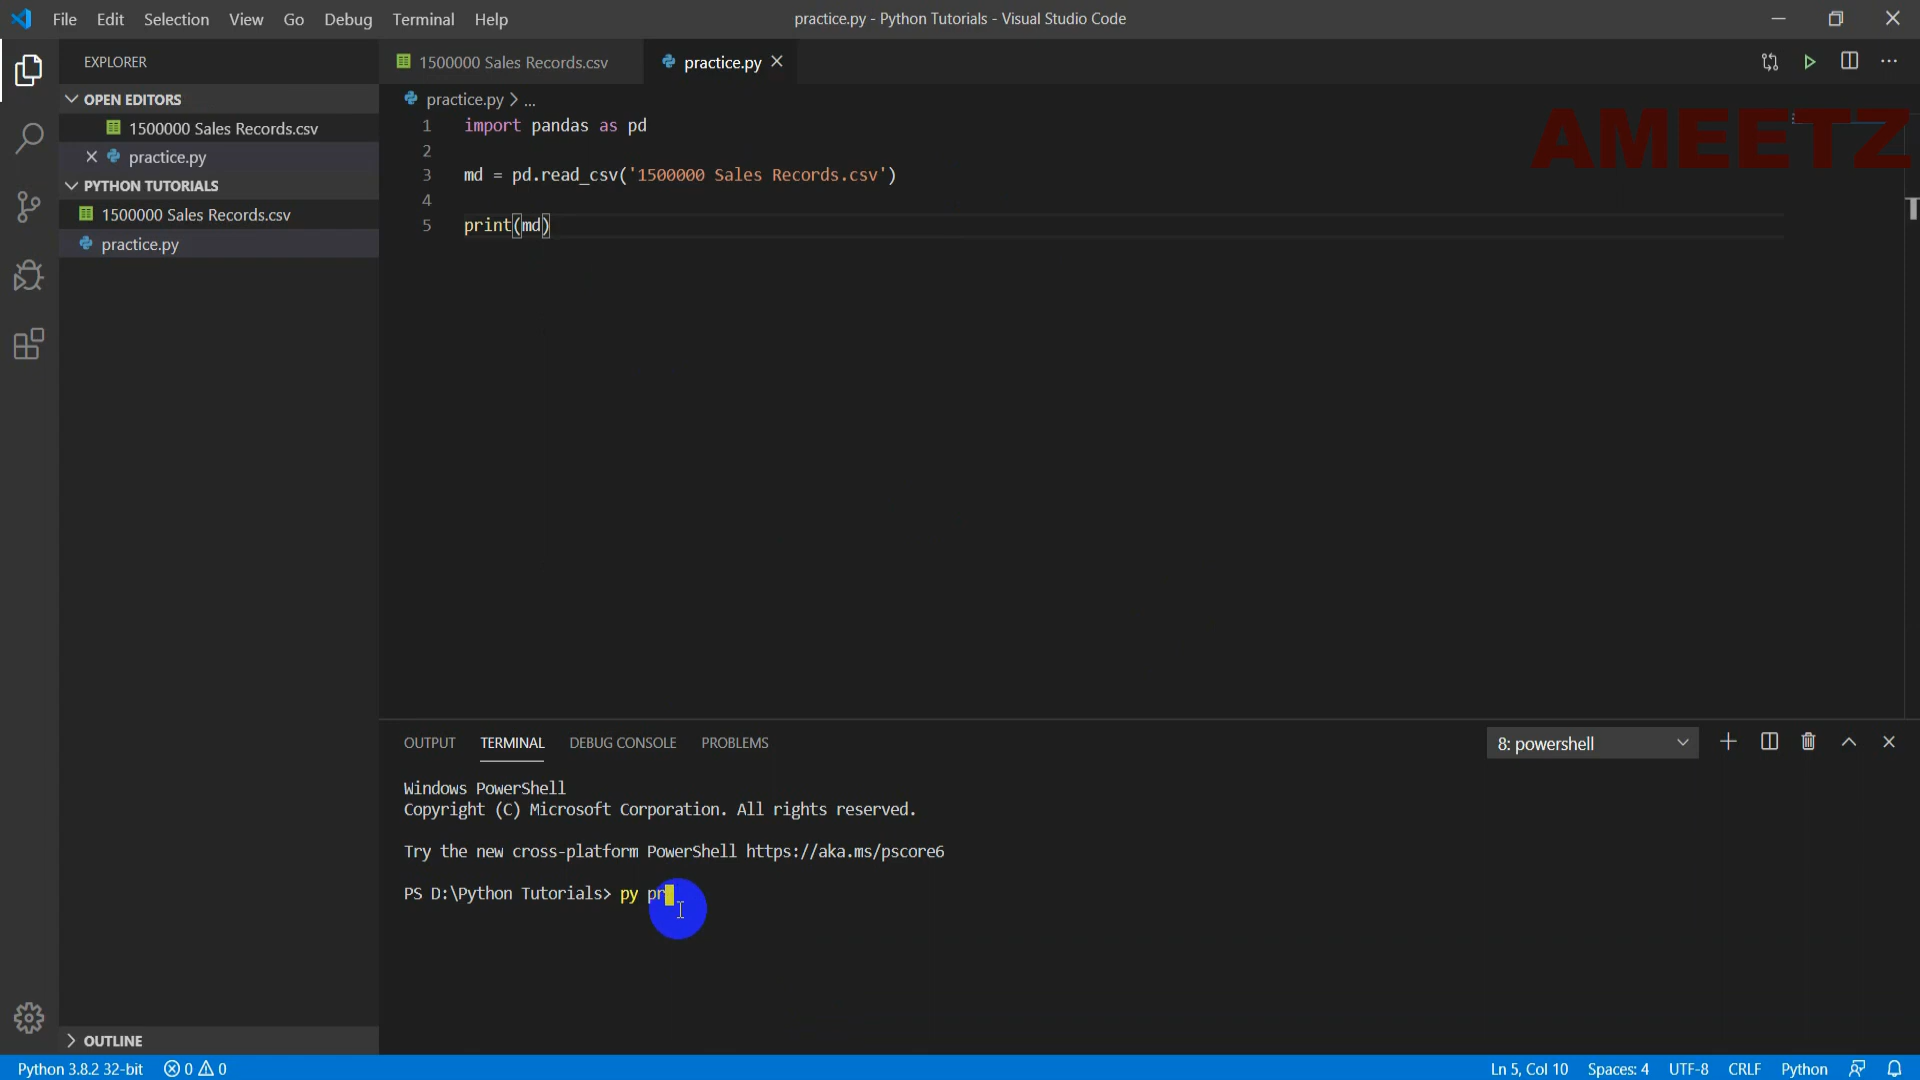 File Edit Selection View Go Debug Terminal Help
practice.py - Python Tutorials - Visual Studio Code
EXPLORER
OPEN EDITORS
1500000 Sales Records.csv
practice.py
PYTHON TUTORIALS
1500000 Sales Records.csv
practice.py
OUTLINE
1500000 Sales Records.csv practice.py
practice.py > ...
AMEETZ
T
1 import pandas as pd
2
3 md = pd.read_csv('1500000 Sales Records.csv')
4
5 print(md)
OUTPUT TERMINAL DEBUG CONSOLE PROBLEMS
8: powershell
Windows PowerShell
Copyright (C) Microsoft Corporation. All rights reserved.
Try the new cross-platform PowerShell https://aka.ms/pscore6
PS D:\Python Tutorials> py pr
Python 3.8.2 32-bit 0 0
Ln 5, Col 10 Spaces: 4 UTF-8 CRLF Python